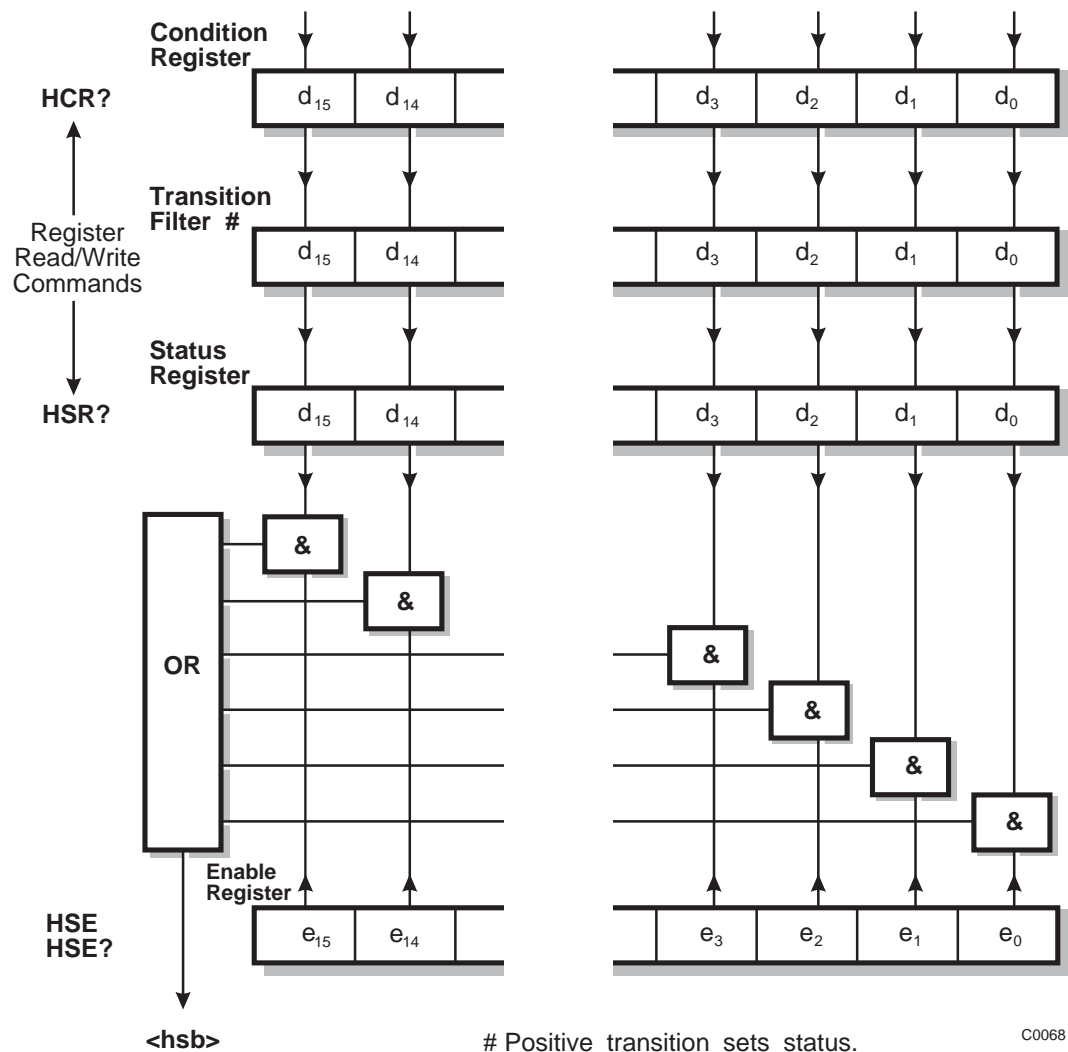 Condition
Register
HCR?
d15 d14 d3 d2 d1 d0
Transition
Filter #
Register
Read/Write
Commands
d15 d14 d3 d2 d1 d0
Status
Register
HSR?
d15 d14 d3 d2 d1 d0
&
&
OR
&
&
&
&
Enable
Register
HSE
HSE?
e15 e14 e3 e2 e1 e0
<hsb>
# Positive transition sets status.
C0068